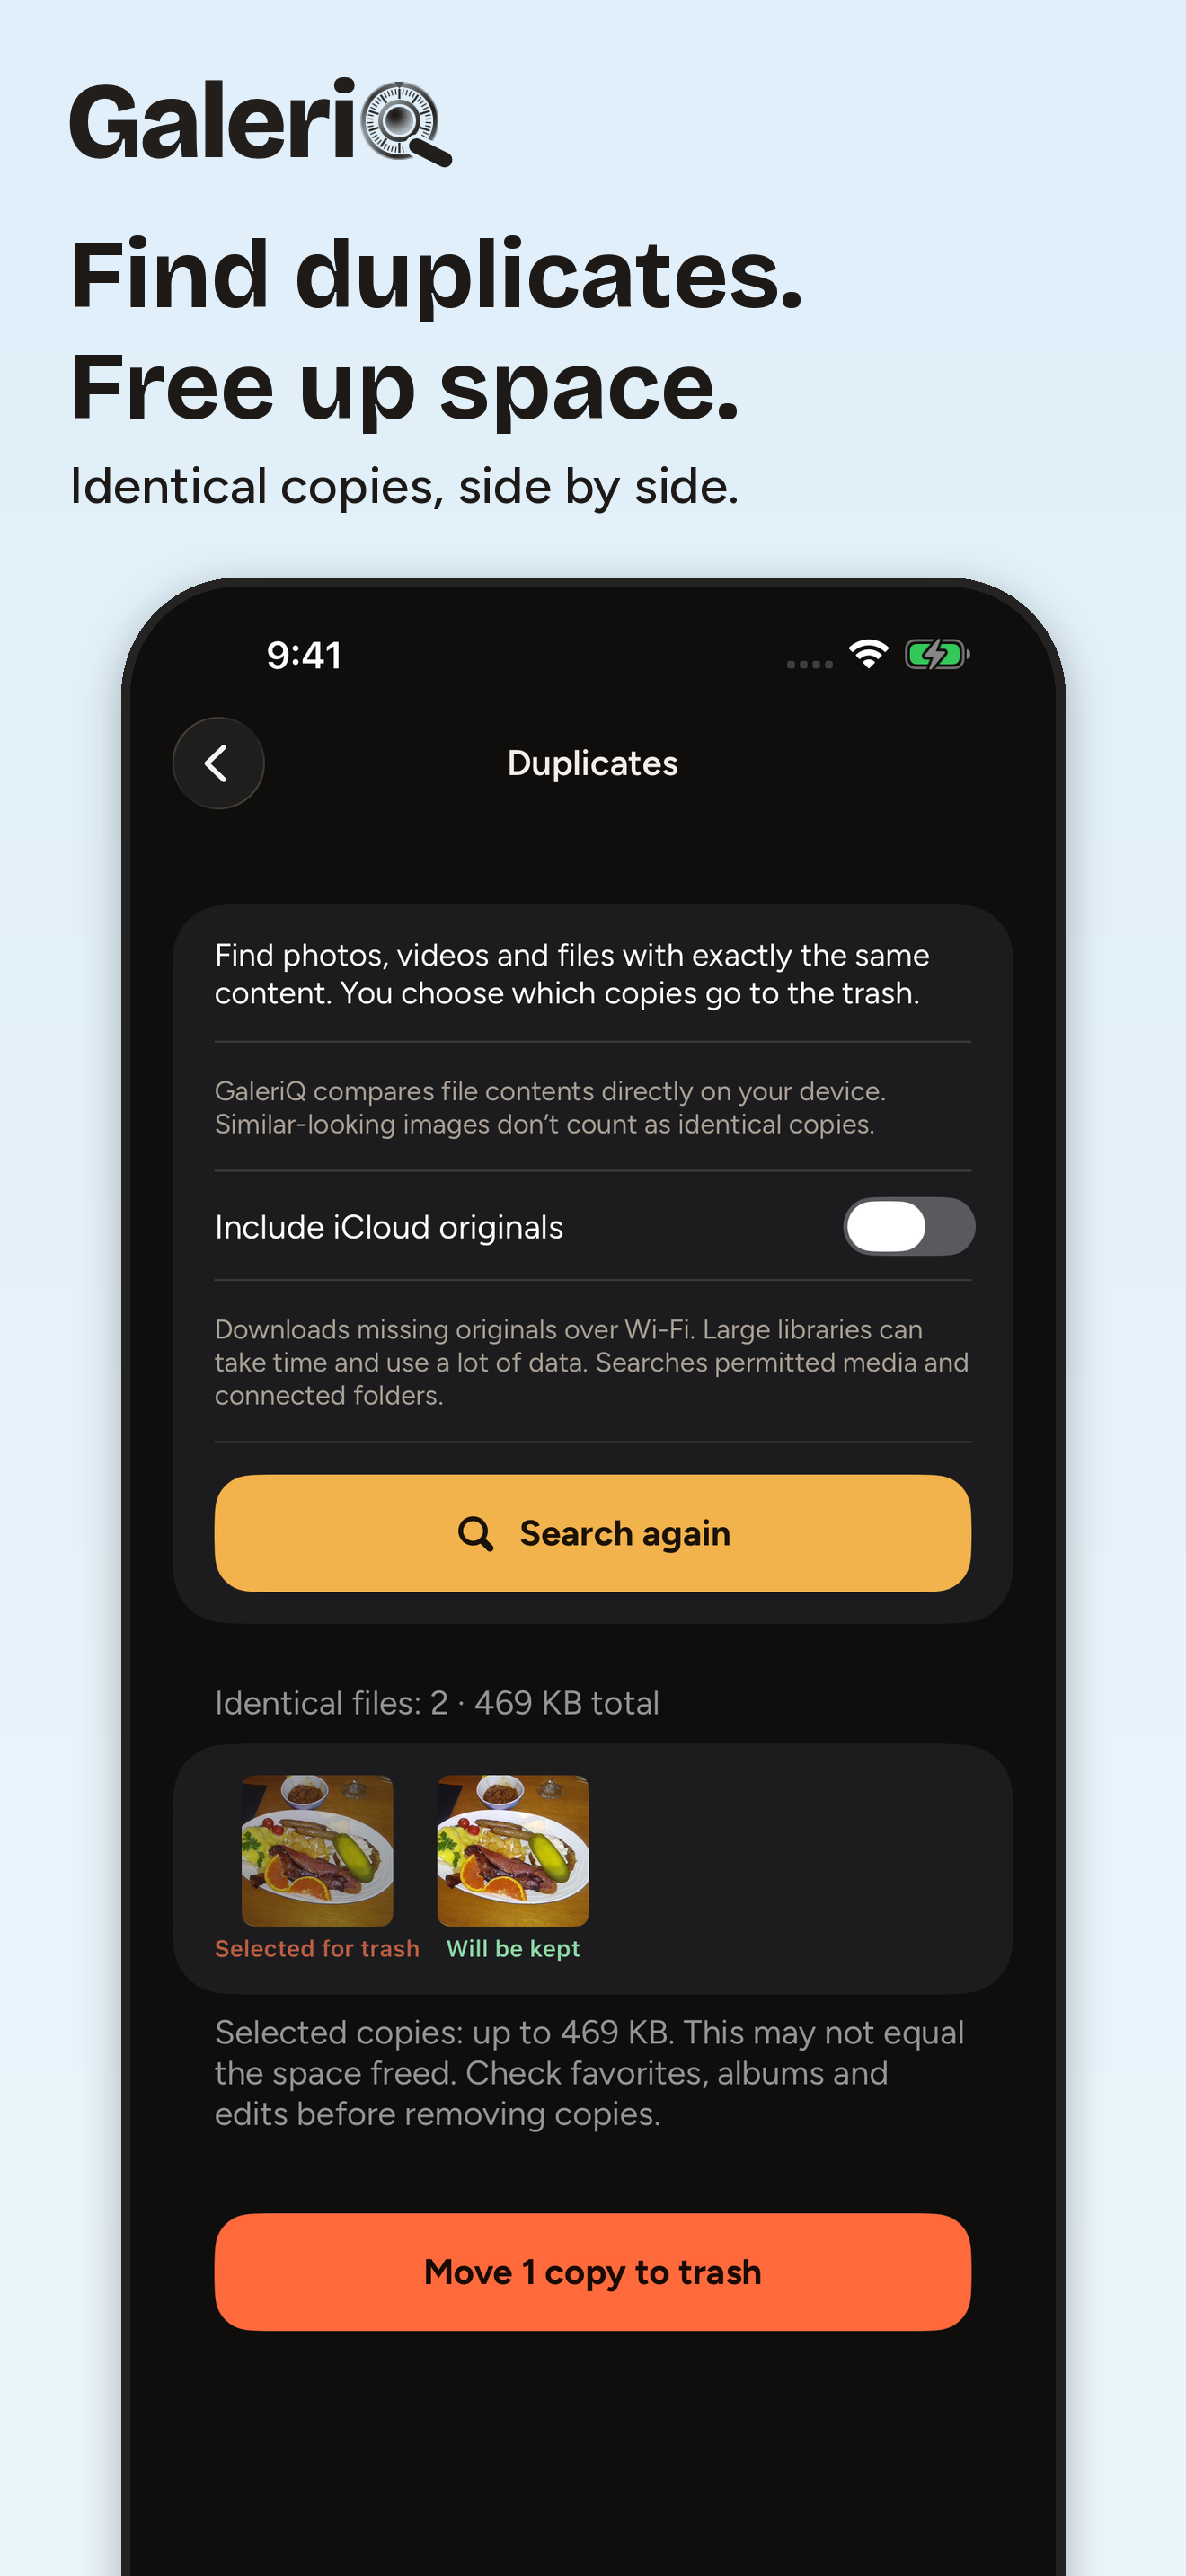 GaleriQ
Find duplicates.
Free up space.
Identical copies, side by side.
9:41
Duplicates
Find photos, videos and files with exactly the same
content. You choose which copies go to the trash.
GaleriQ compares file contents directly on your device.
Similar-looking images don’t count as identical copies.
Include iCloud originals
Downloads missing originals over Wi-Fi. Large libraries can
take time and use a lot of data. Searches permitted media and
connected folders.
Search again
Identical files: 2 · 469 KB total
Selected for trash
Will be kept
Selected copies: up to 469 KB. This may not equal
the space freed. Check favorites, albums and
edits before removing copies.
Move 1 copy to trash